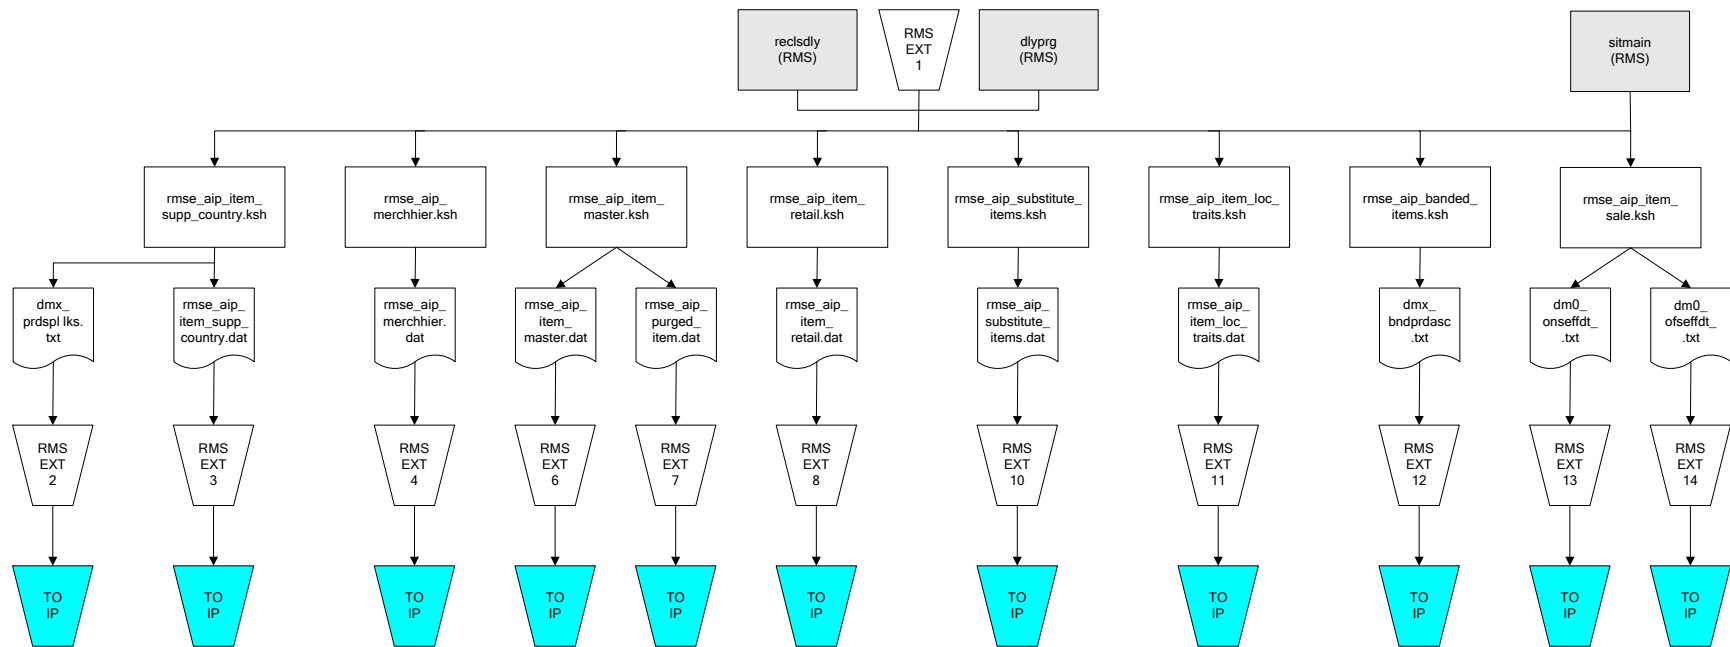 reclsdly
(RMS)
RMS
EXT
1
dlyprg
(RMS)
sitmain
(RMS)
rmse_aip_item_
supp_country.ksh
rmse_aip_
merchhier.ksh
rmse_aip_item_
master.ksh
rmse_aip_item_
retail.ksh
rmse_aip_substitute_
items.ksh
rmse_aip_item_loc_
traits.ksh
rmse_aip_banded_
items.ksh
rmse_aip_item_
sale.ksh
dmx_
prdspl lks.
txt
rmse_aip_
item_supp_
country.dat
rmse_aip_
merchhier.
dat
rmse_aip_
item_
master.dat
rmse_aip_
purged_
item.dat
rmse_aip_
item_
retail.dat
rmse_aip_
substitute_
items.dat
rmse_aip_
item_loc_
traits.dat
dmx_
bndprdasc
.txt
dm0_
onseffdt_
.txt
dm0_
ofseffdt_
.txt
RMS
EXT
2
RMS
EXT
3
RMS
EXT
4
RMS
EXT
6
RMS
EXT
7
RMS
EXT
8
RMS
EXT
10
RMS
EXT
11
RMS
EXT
12
RMS
EXT
13
RMS
EXT
14
TO
IP
TO
IP
TO
IP
TO
IP
TO
IP
TO
IP
TO
IP
TO
IP
TO
IP
TO
IP
TO
IP